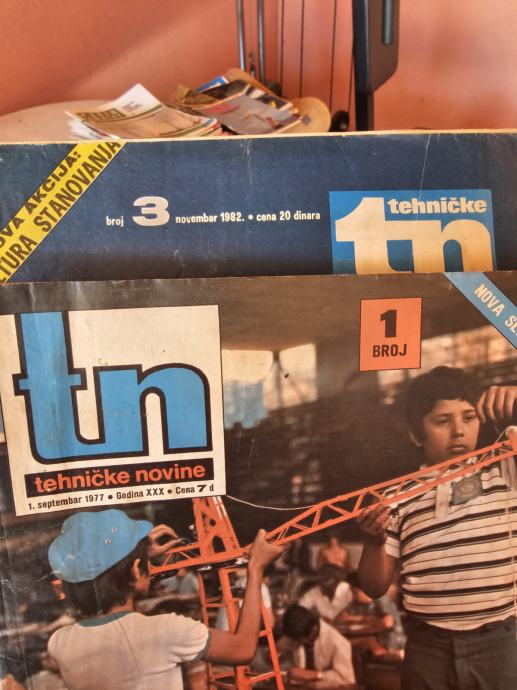 OVA AKCIJA:
TURA STANOVANJA
broj 3 novembar 1982. • cena 20 dinara
tehničke
tn
NOVA SE
1
BROJ
tn
tehničke novine
1. septembar 1977 • Godina XXX • Cena 7 d